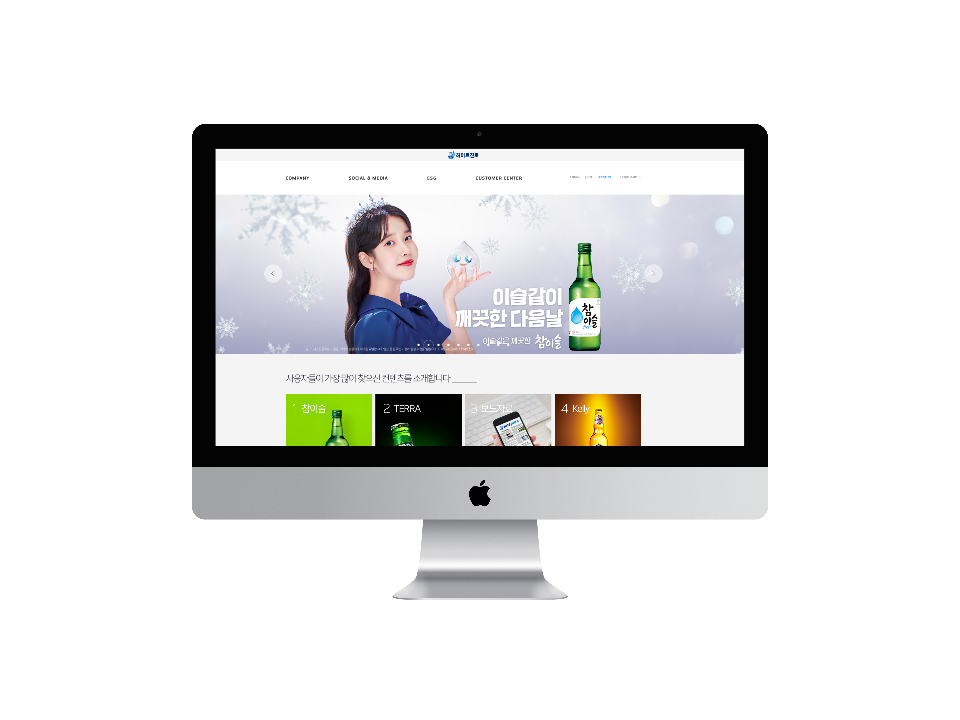 하이트진로
COMPANY SOCIAL & MEDIA ESG CUSTOMER CENTER
이슬같이
깨끗한 다음날
이슬같은 깨끗한 참이슬
참이슬
사용자들이 가장 많이 찾으신 컨텐츠를 소개합니다
1 참이슬 2 TERRA 3 보도자료 4 Kelly